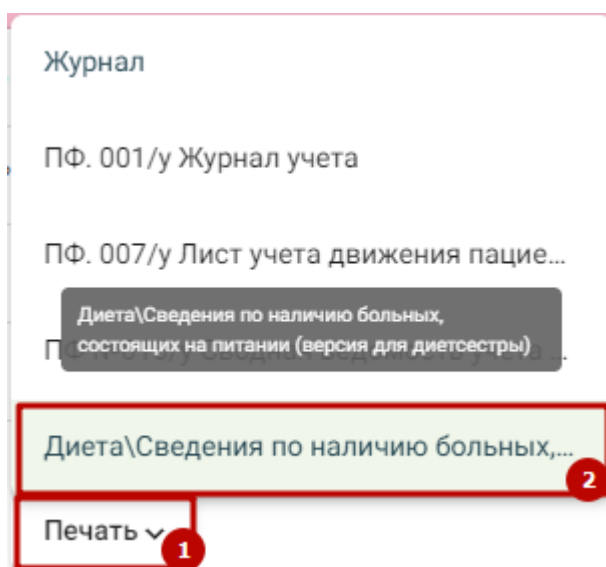 Журнал
ПФ. 001/у Журнал учета
ПФ. 007/у Лист учета движения пацие...
Диета\Сведения по наличию больных,
состоящих на питании (версия для диетсестры)
Диета\Сведения по наличию больных,...
2
Печать
1